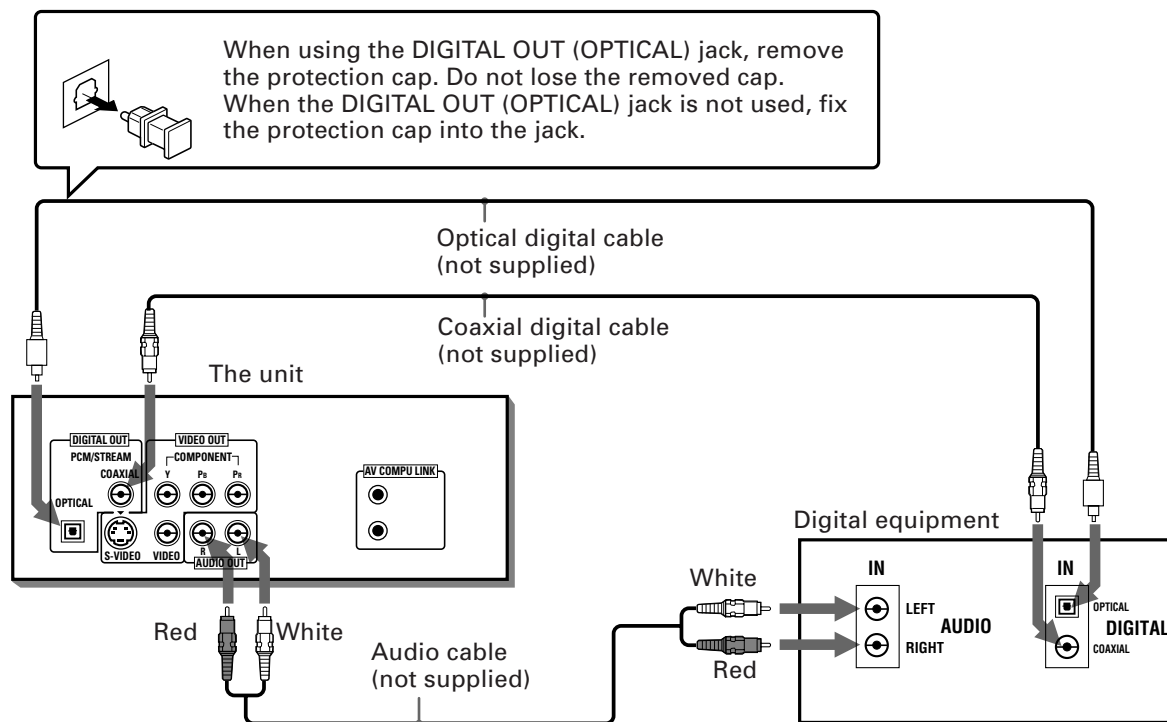 When using the DIGITAL OUT (OPTICAL) jack, remove
the protection cap. Do not lose the removed cap.
When the DIGITAL OUT (OPTICAL) jack is not used, fix
the protection cap into the jack.
Optical digital cable
(not supplied)
Coaxial digital cable
(not supplied)
The unit
DIGITAL OUT
PCM/STREAM
COAXIAL
OPTICAL
VIDEO OUT
COMPONENT
Y PB PR
S-VIDEO
VIDEO
R L
AUDIO OUT
AV COMPU LINK
Red
White
Audio cable
(not supplied)
White
Red
Digital equipment
IN
LEFT
RIGHT
AUDIO
IN
OPTICAL
COAXIAL
DIGITAL